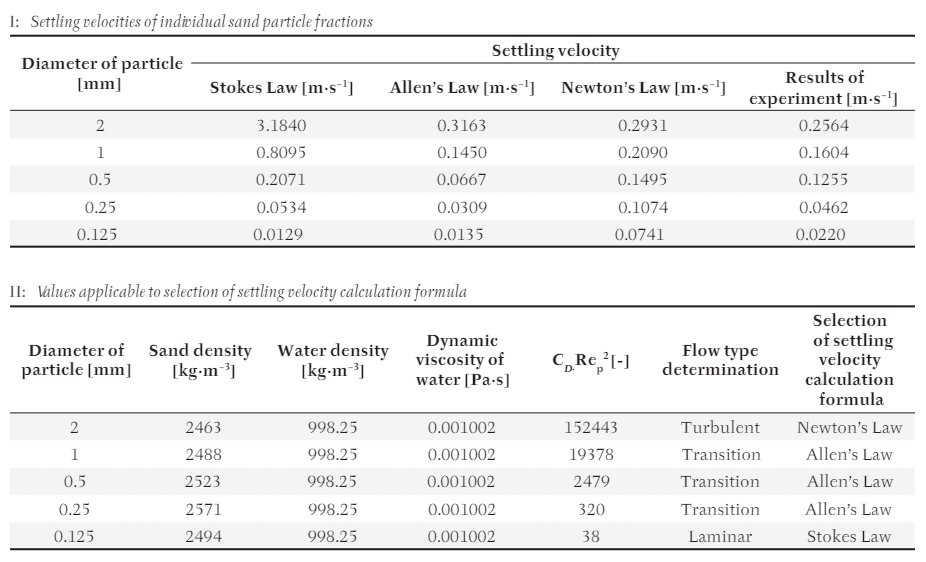 I: Settling velocities of individual sand particle fractions
Diameter of particle [mm] Settling velocity
Stokes Law [m·s⁻¹] Allen's Law [m·s⁻¹] Newton's Law [m·s⁻¹] Results of experiment [m·s⁻¹]
2 3.1840 0.3163 0.2931 0.2564
1 0.8095 0.1450 0.2090 0.1604
0.5 0.2071 0.0667 0.1495 0.1255
0.25 0.0534 0.0309 0.1074 0.0462
0.125 0.0129 0.0135 0.0741 0.0220
II: Values applicable to selection of settling velocity calculation formula
Diameter of particle [mm] Sand density [kg·m⁻³] Water density [kg·m⁻³] Dynamic viscosity of water [Pa·s] C_D.Re_p² [-] Flow type determination Selection of settling velocity calculation formula
2 2463 998.25 0.001002 152443 Turbulent Newton's Law
1 2488 998.25 0.001002 19378 Transition Allen's Law
0.5 2523 998.25 0.001002 2479 Transition Allen's Law
0.25 2571 998.25 0.001002 320 Transition Allen's Law
0.125 2494 998.25 0.001002 38 Laminar Stokes Law